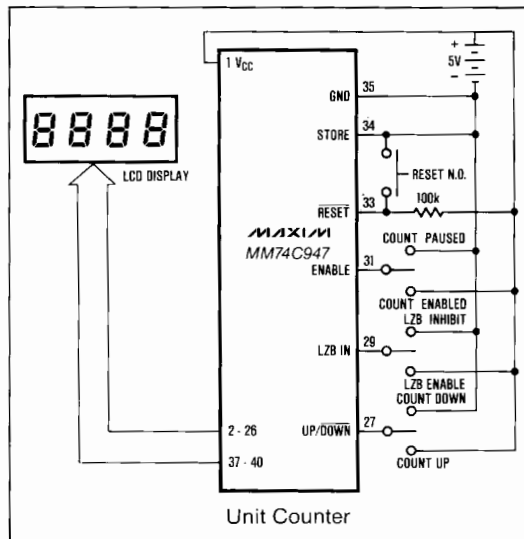 1 VCC
+
5V
−
GND
35
STORE
34
8888
LCD DISPLAY
RESET N.O.
RESET
33
100k
MAXIM
MM74C947
COUNT PAUSED
ENABLE
31
COUNT ENABLED
LZB INHIBIT
LZB IN
29
LZB ENABLE
COUNT DOWN
2 - 26
UP/DOWN
27
37 - 40
COUNT UP
Unit Counter